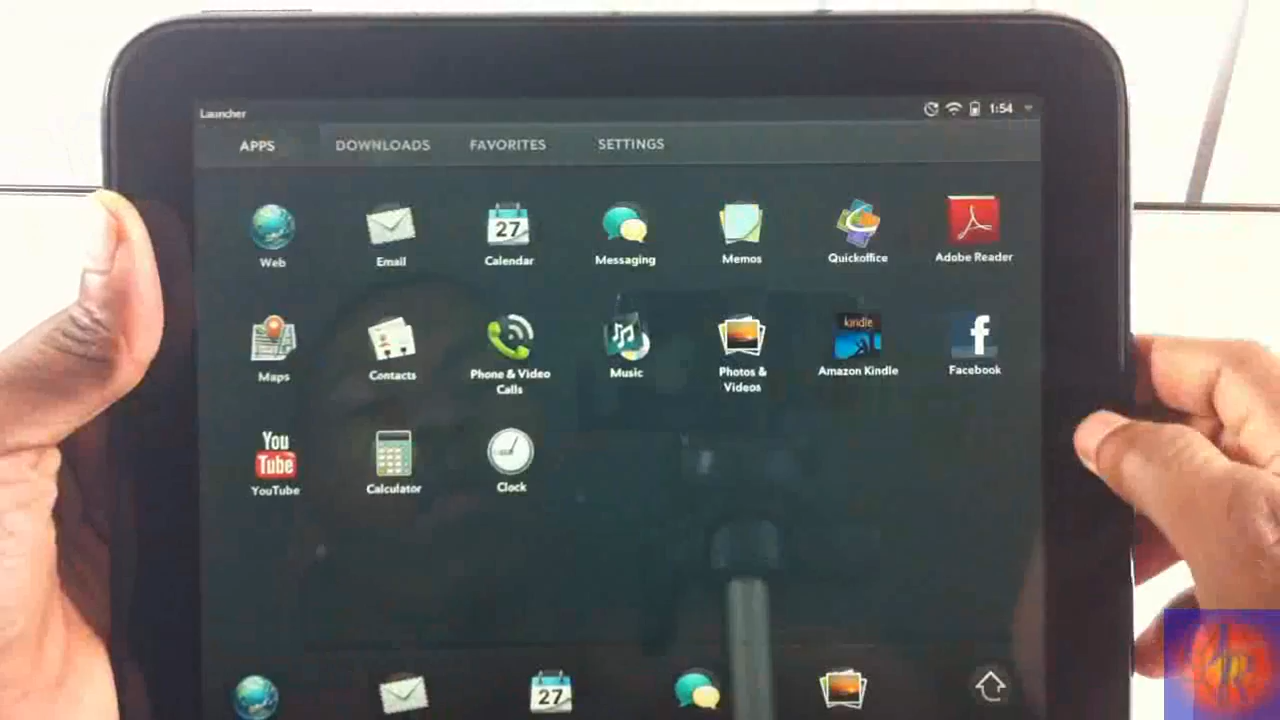 Launcher
1:54
APPS DOWNLOADS FAVORITES SETTINGS
27
Web Email Calendar Messaging Memos Quickoffice Adobe Reader
kindle
f
Maps Contacts Phone & Video Calls Music Photos & Videos Amazon Kindle Facebook
You Tube
YouTube Calculator Clock
27